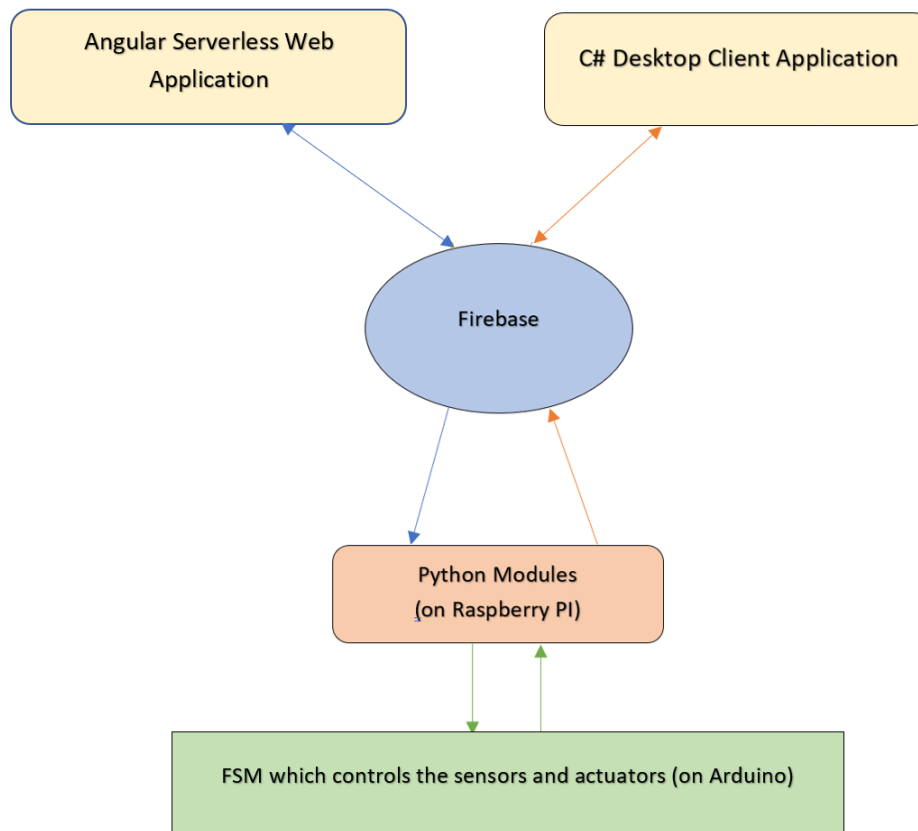 Angular Serverless Web
Application
C# Desktop Client Application
Firebase
Python Modules
(on Raspberry PI)
FSM which controls the sensors and actuators (on Arduino)